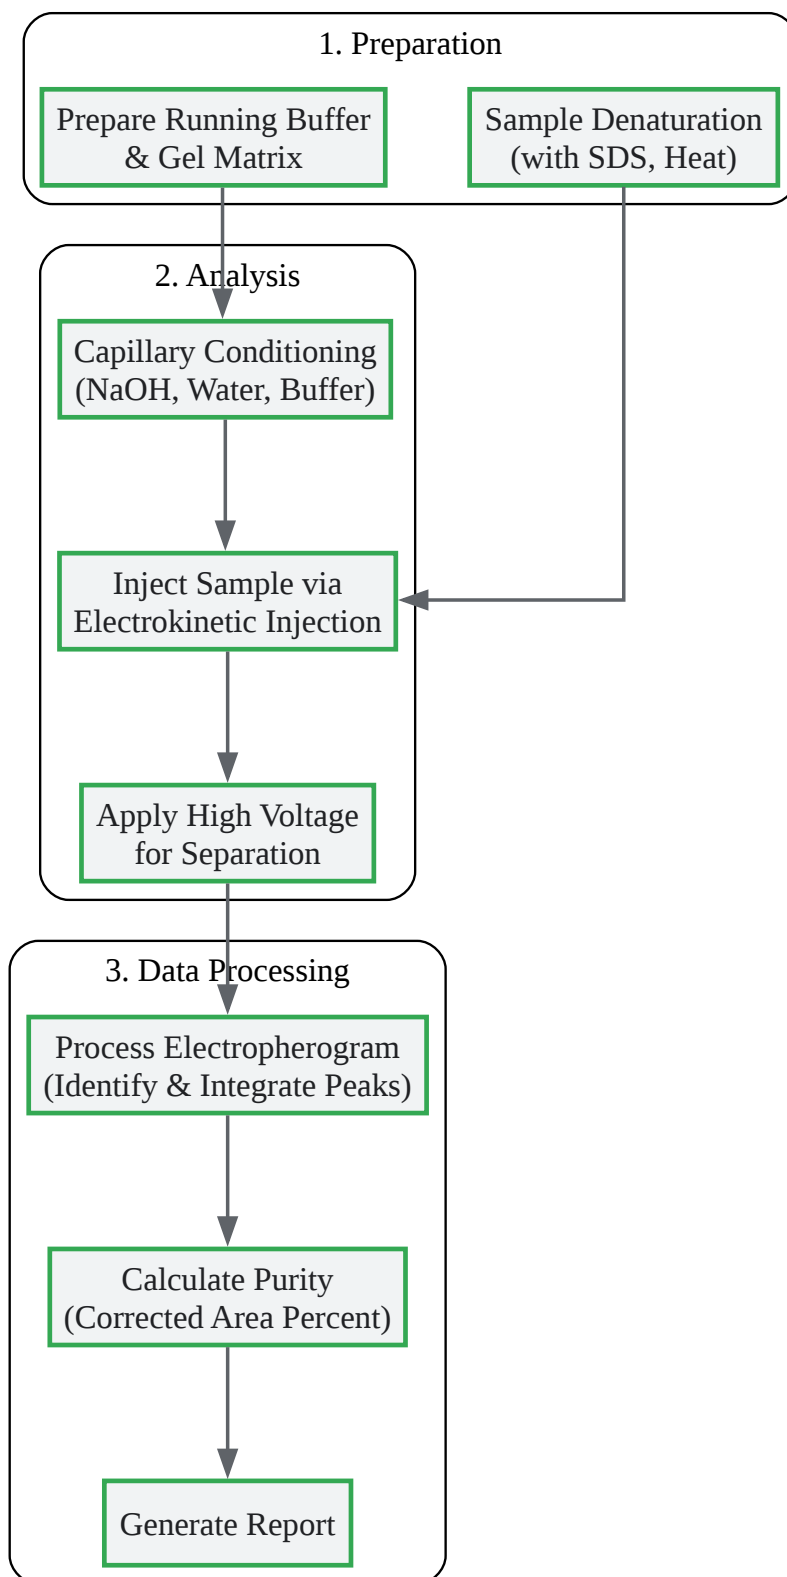 1. Preparation
Prepare Running Buffer
& Gel Matrix
Sample Denaturation
(with SDS, Heat)
2. Analysis
Capillary Conditioning
(NaOH, Water, Buffer)
Inject Sample via
Electrokinetic Injection
Apply High Voltage
for Separation
3. Data Processing
Process Electropherogram
(Identify & Integrate Peaks)
Calculate Purity
(Corrected Area Percent)
Generate Report